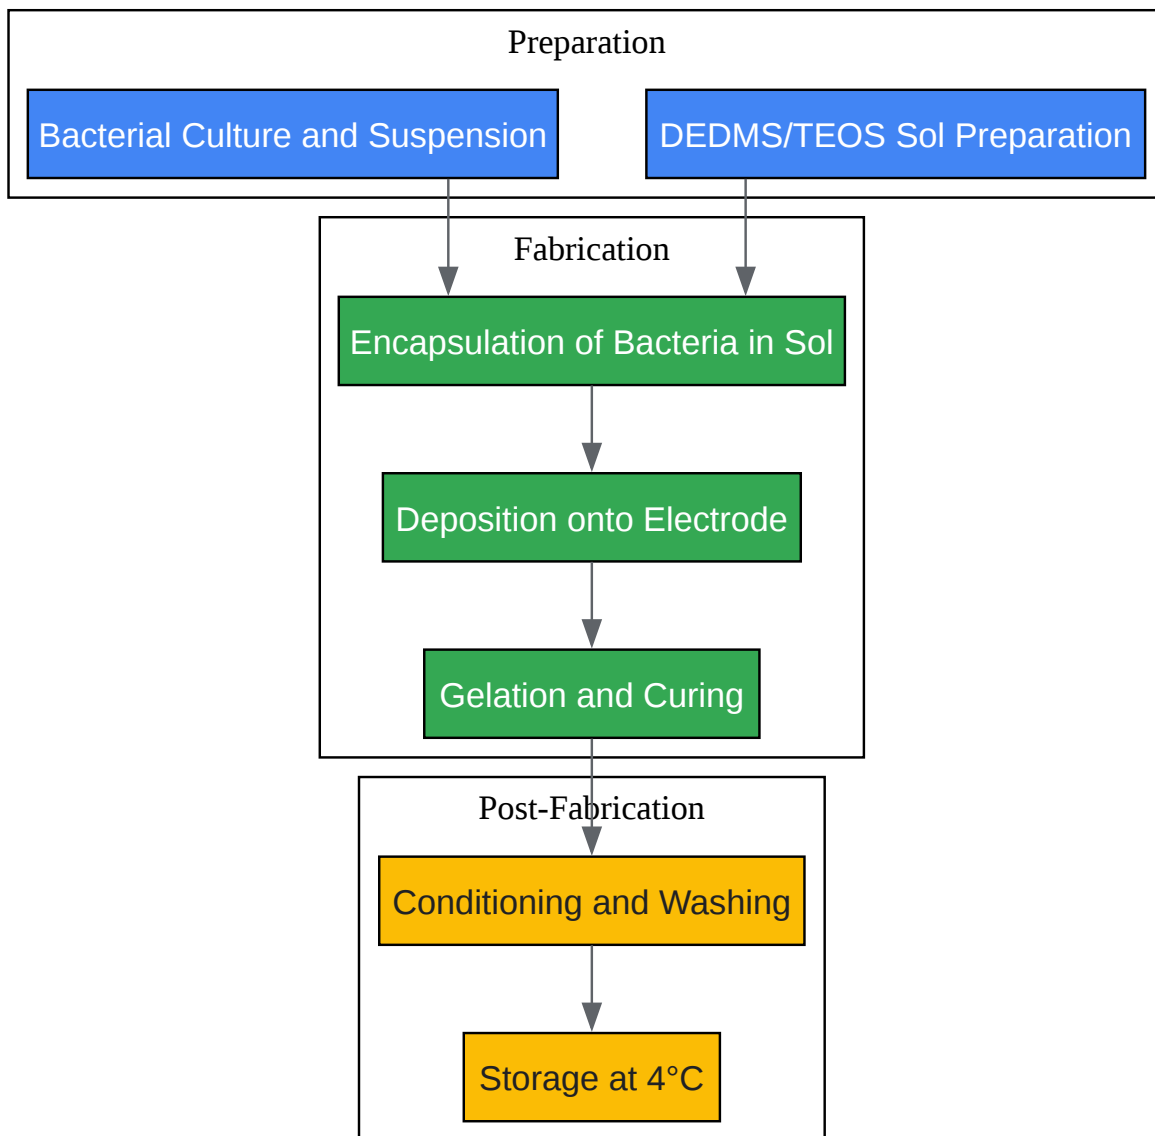 Preparation
Bacterial Culture and Suspension
DEDMS/TEOS Sol Preparation
Fabrication
Encapsulation of Bacteria in Sol
Deposition onto Electrode
Gelation and Curing
Post-Fabrication
Conditioning and Washing
Storage at 4°C